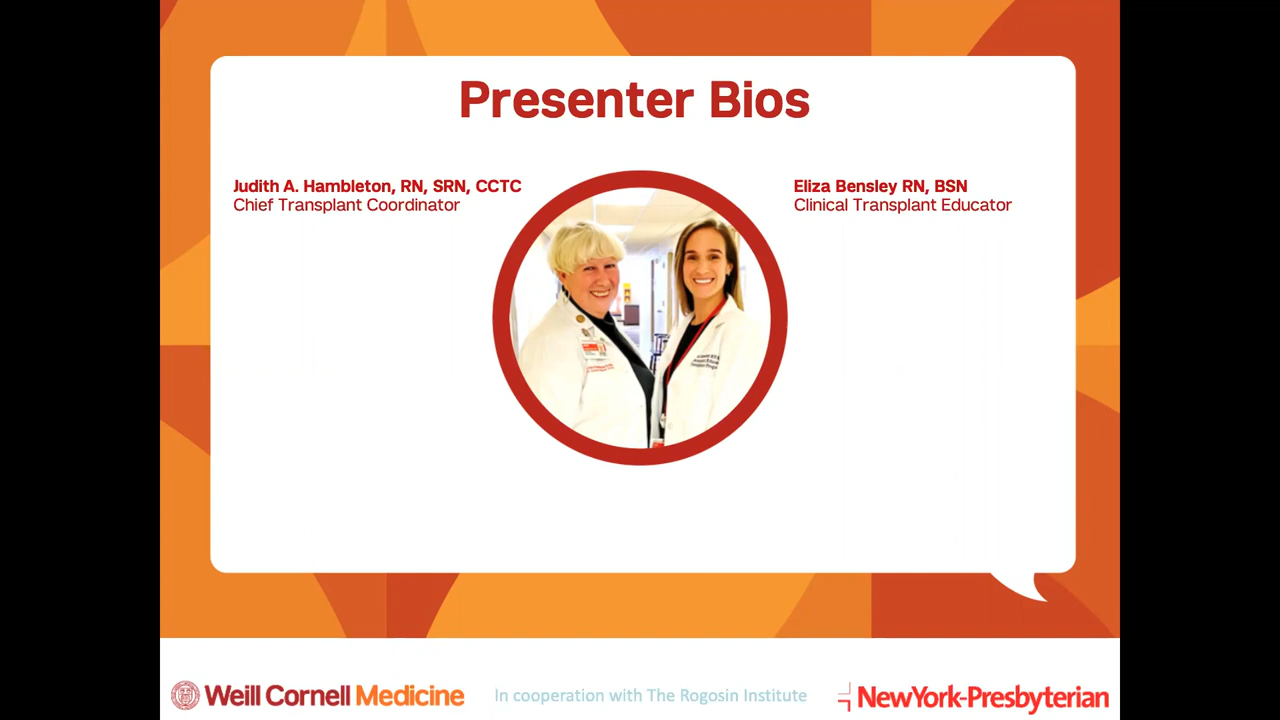 Presenter Bios
Judith A. Hambleton, RN, SRN, CCTC
Chief Transplant Coordinator
Eliza Bensley RN, BSN
Clinical Transplant Educator
Weill Cornell Medicine
In cooperation with The Rogosin Institute
NewYork-Presbyterian